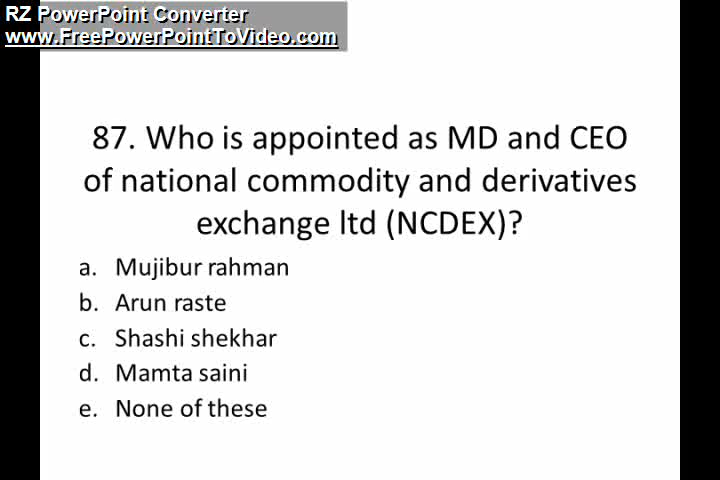 RZ PowerPoint Converter
www.FreePowerPointToVideo.com
87. Who is appointed as MD and CEO
of national commodity and derivatives
exchange ltd (NCDEX)?
a. Mujibur rahman
b. Arun raste
c. Shashi shekhar
d. Mamta saini
e. None of these